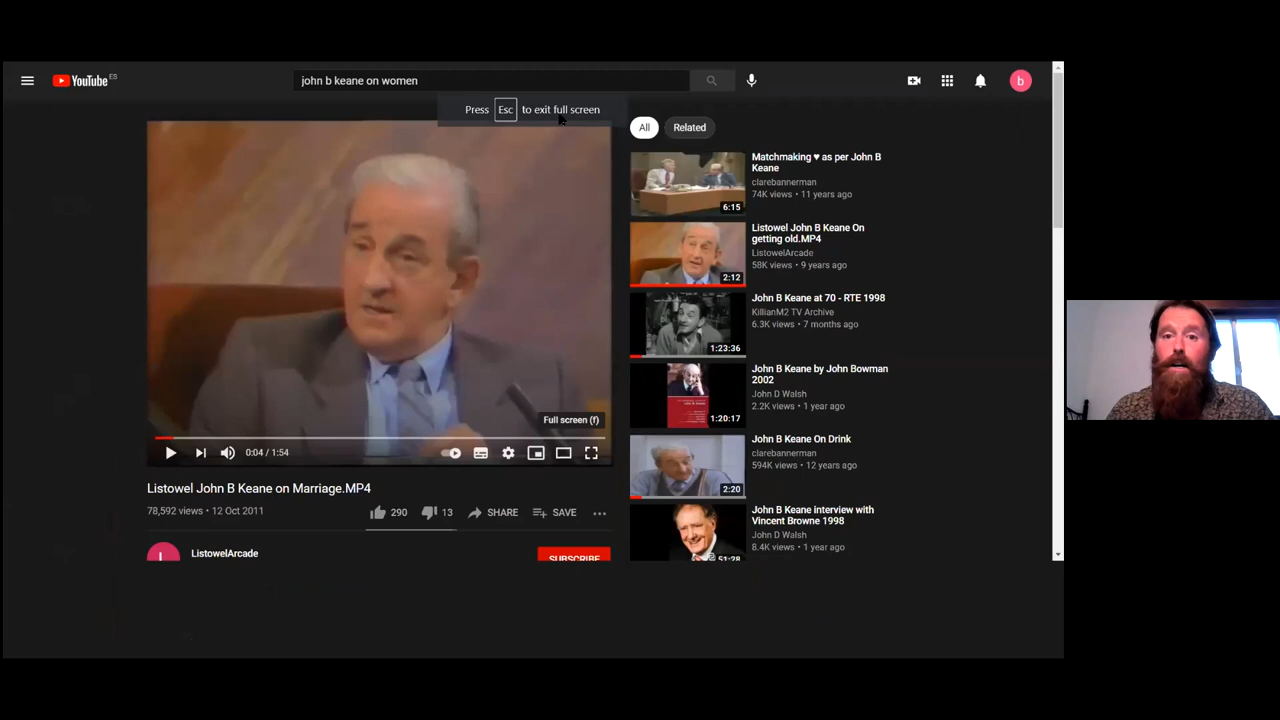 YouTube ES
john b keane on women
b
Press Esc to exit full screen
All
Related
Full screen (f)
0:04 / 1:54
Listowel John B Keane on Marriage.MP4
78,592 views • 12 Oct 2011
290
13
SHARE
SAVE
L
ListowelArcade
SUBSCRIBE
6:15
Matchmaking ♥ as per John B
Keane
clarebannerman
74K views • 11 years ago
2:12
Listowel John B Keane On
getting old.MP4
ListowelArcade
58K views • 9 years ago
1:23:36
John B Keane at 70 - RTE 1998
KillianM2 TV Archive
6.3K views • 7 months ago
1:20:17
John B Keane by John Bowman
2002
John D Walsh
2.2K views • 1 year ago
2:20
John B Keane On Drink
clarebannerman
594K views • 12 years ago
51:28
John B Keane interview with
Vincent Browne 1998
John D Walsh
8.4K views • 1 year ago